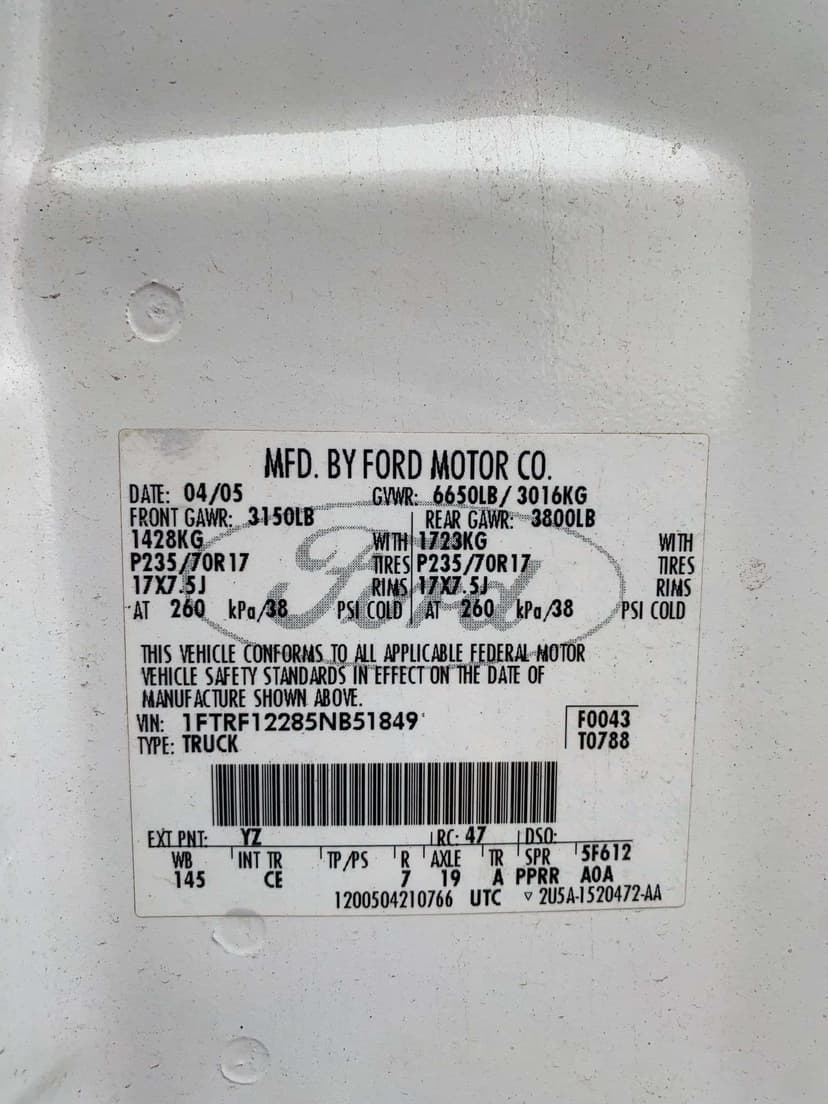 MFD. BY FORD MOTOR CO.
DATE: 04/05 GVWR: 6650LB/ 3016KG
FRONT GAWR: 3150LB REAR GAWR: 3800LB
1428KG WITH 1723KG WITH
P235/70R17 TIRES P235/70R17 TIRES
17X7.5J RIMS 17X7.5J RIMS
AT 260 kPa/38 PSI COLD AT 260 kPa/38 PSI COLD
Ford
THIS VEHICLE CONFORMS TO ALL APPLICABLE FEDERAL MOTOR
VEHICLE SAFETY STANDARDS IN EFFECT ON THE DATE OF
MANUFACTURE SHOWN ABOVE.
VIN: 1FTRF12285NB51849 F0043
TYPE: TRUCK T0788
EXT PNT: YZ RC: 47 DSO:
WB INT TR TP/PS R AXLE TR SPR 5F612
145 CE 7 19 A PPRR A0A
1200504210766 UTC ▽ 2U5A-1520472-AA